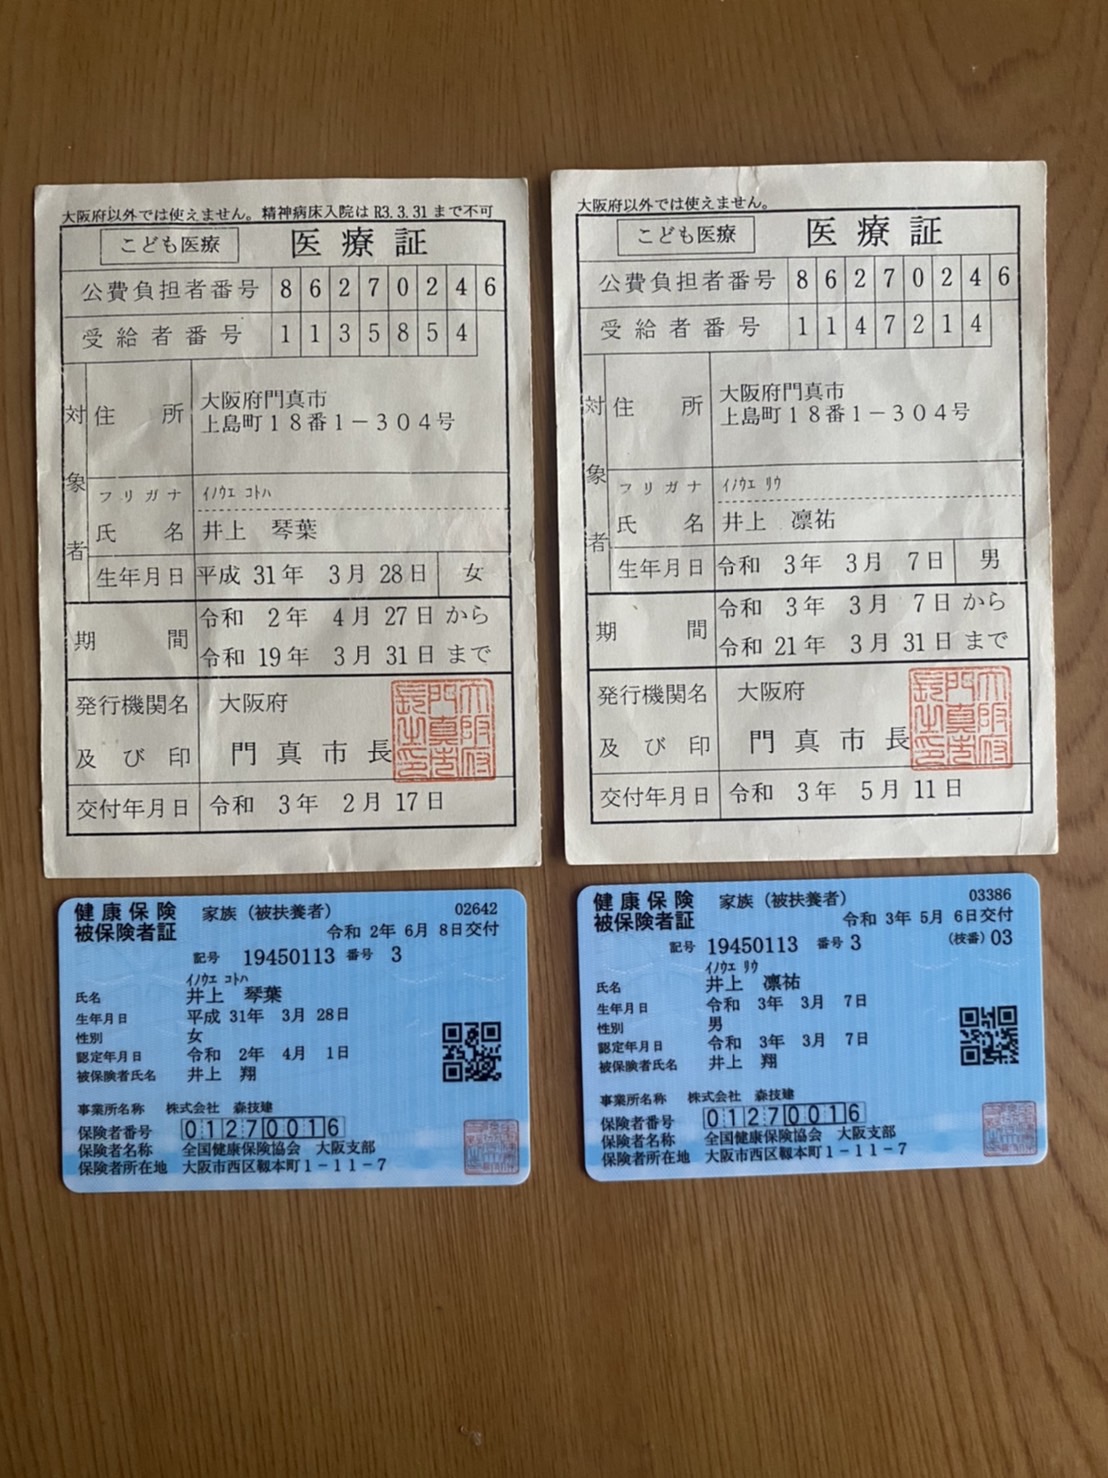 大阪府以外では使えません。精神病床入院はR3.3.31まで不可
こども医療 医療証
公費負担者番号 8 6 2 7 0 2 4 6
受給者番号 1 1 3 5 8 5 4
対象者
住所 大阪府門真市
上島町18番1-304号
フリガナ イノウエ コトハ
氏名 井上 琴葉
生年月日 平成 31年 3月 28日 女
期間 令和 2年 4月 27日 から
令和 19年 3月 31日 まで
発行機関名 大阪府
及び印 門真市長
大阪府門真市長之印
交付年月日 令和 3年 2月 17日
大阪府以外では使えません。
こども医療 医療証
公費負担者番号 8 6 2 7 0 2 4 6
受給者番号 1 1 4 7 2 1 4
対象者
住所 大阪府門真市
上島町18番1-304号
フリガナ イノウエ リウ
氏名 井上 凛祐
生年月日 令和 3年 3月 7日 男
期間 令和 3年 3月 7日 から
令和 21年 3月 31日 まで
発行機関名 大阪府
及び印 門真市長
大阪府門真市長之印
交付年月日 令和 3年 5月 11日
健康保険 家族(被扶養者) 02642
被保険者証 令和 2年 6月 8日交付
記号 19450113 番号 3
イノウエ コトハ
氏名 井上 琴葉
生年月日 平成 31年 3月 28日
性別 女
認定年月日 令和 2年 4月 1日
被保険者氏名 井上 翔
事業所名称 株式会社 森技建
保険者番号 01270016
保険者名称 全国健康保険協会 大阪支部
保険者所在地 大阪市西区靱本町1-11-7
健康保険 家族(被扶養者) 03386
被保険者証 令和 3年 5月 6日交付
記号 19450113 番号 3 (枝番) 03
イノウエ リウ
氏名 井上 凛祐
生年月日 令和 3年 3月 7日
性別 男
認定年月日 令和 3年 3月 7日
被保険者氏名 井上 翔
事業所名称 株式会社 森技建
保険者番号 01270016
保険者名称 全国健康保険協会 大阪支部
保険者所在地 大阪市西区靱本町1-11-7